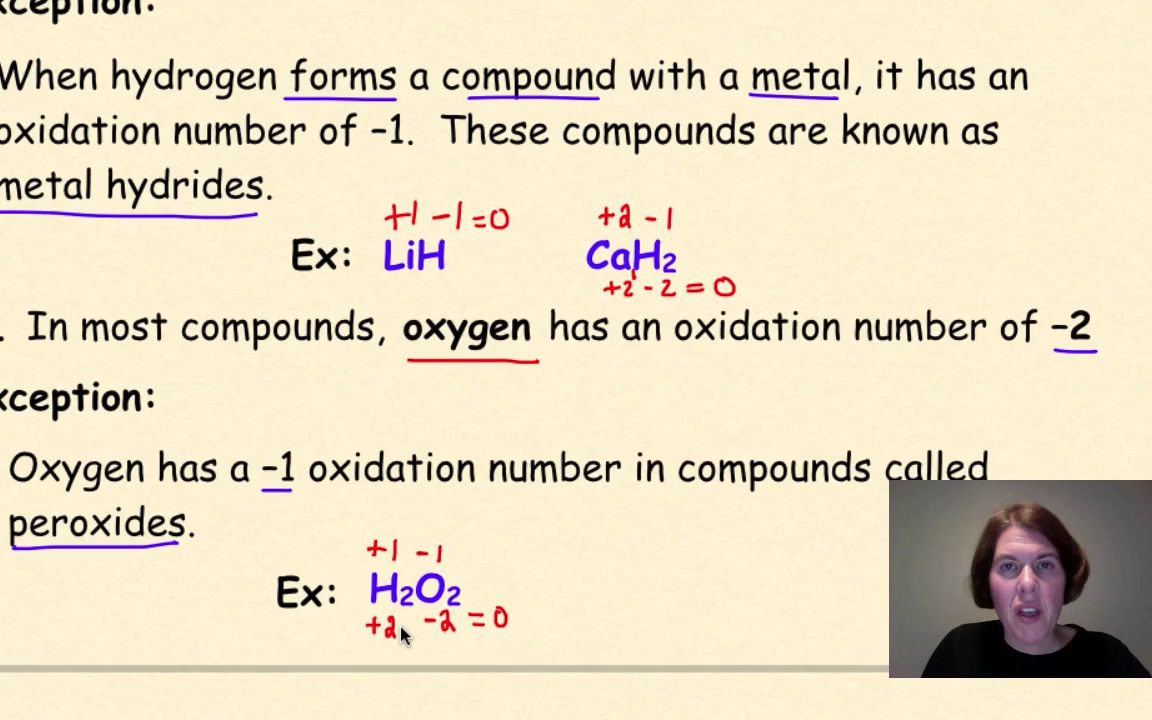 xception:
When hydrogen forms a compound with a metal, it has an
oxidation number of -1. These compounds are known as
metal hydrides.
+1 -1 =0 +2 -1
Ex: LiH CaH2
+2 - 2 = 0
. In most compounds, oxygen has an oxidation number of -2
xception:
Oxygen has a -1 oxidation number in compounds called
peroxides.
+1 -1
Ex: H2O2
+2 -2 = 0